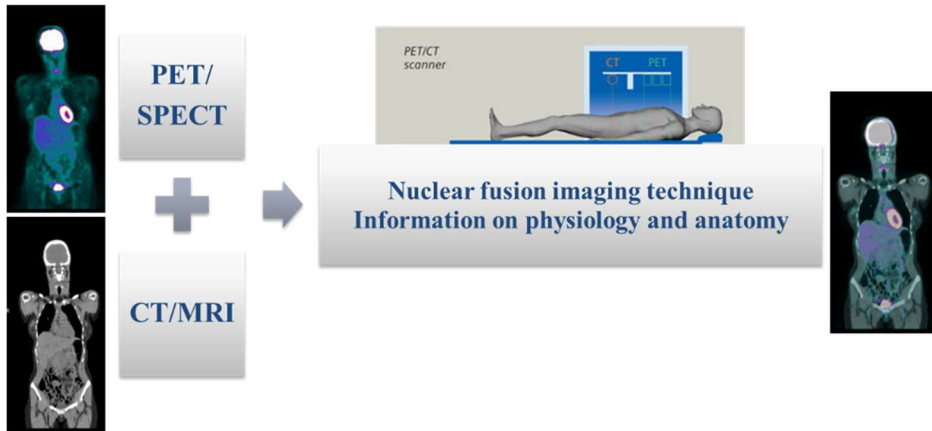 PET/
SPECT
CT/MRI
PET/CT
scanner
CT PET
Nuclear fusion imaging technique
Information on physiology and anatomy